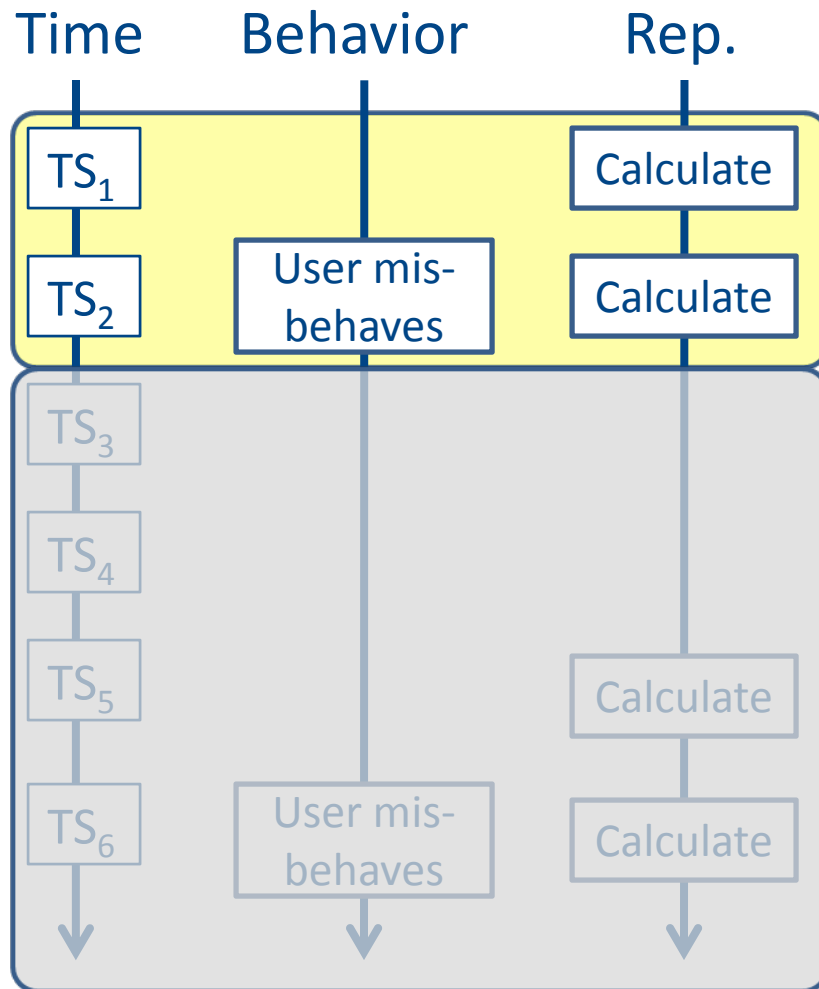 Time Behavior Rep.
TS1 Calculate
TS2 User mis-
behaves Calculate
TS3
TS4
TS5 Calculate
TS6 User mis-
behaves Calculate